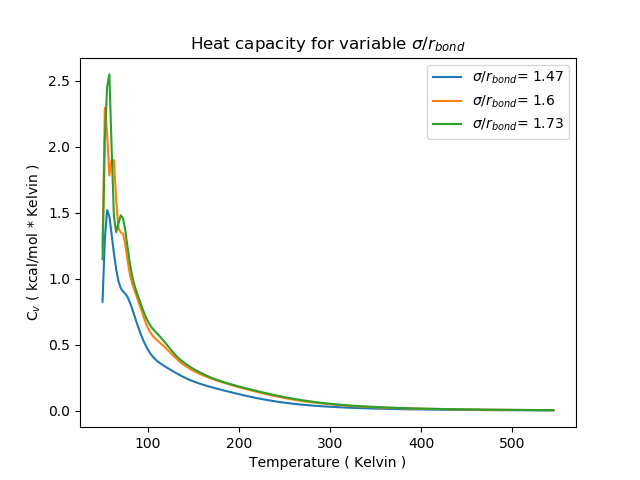 Heat capacity for variable σ/r_bond
σ/r_bond= 1.47
σ/r_bond= 1.6
σ/r_bond= 1.73
C_v ( kcal/mol * Kelvin )
2.5
2.0
1.5
1.0
0.5
0.0
100 200 300 400 500
Temperature ( Kelvin )